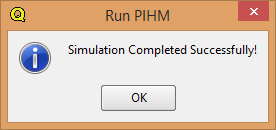 Run PIHM
Simulation Completed Successfully!
OK